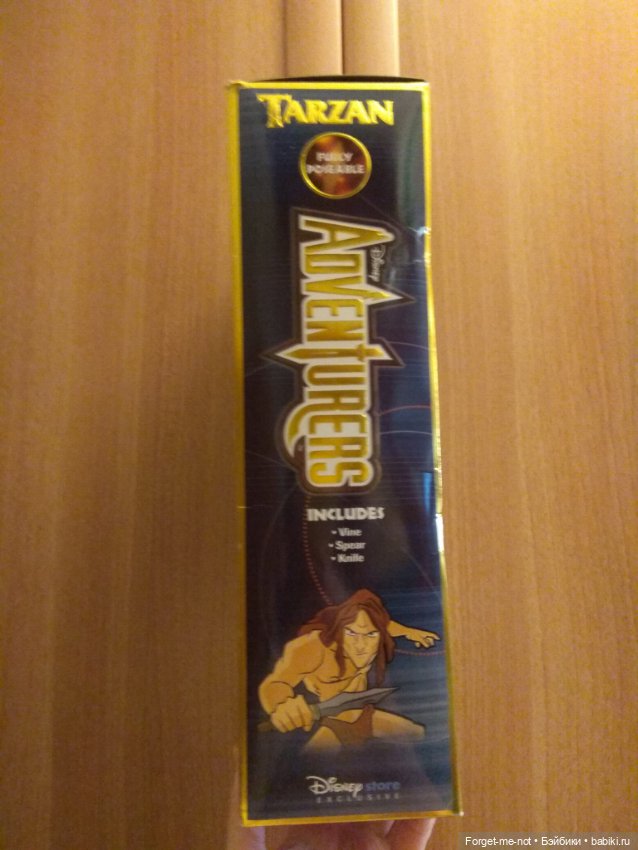 TARZAN
FULLY
POSEABLE
Disney
ADVENTURERS
INCLUDES
• Vine
• Spear
• Knife
Disney store
EXCLUSIVE
Forget-me-not • Бэйбики • babiki.ru